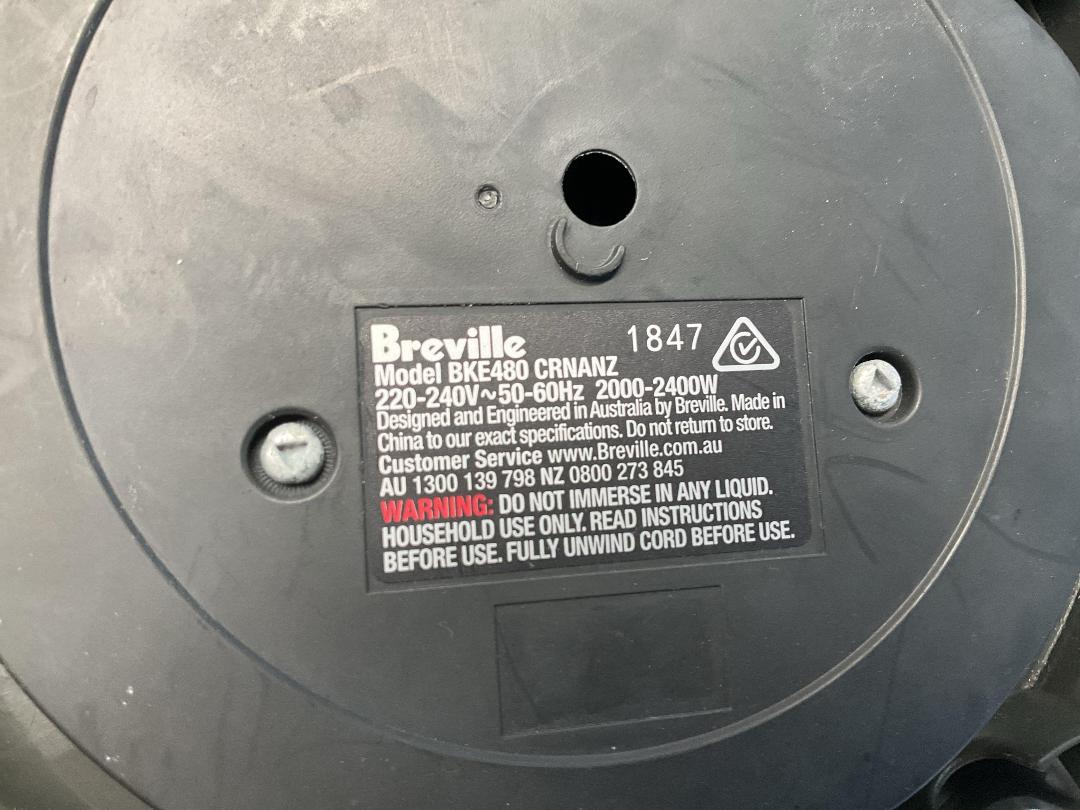 Breville 1847
Model BKE480 CRNANZ
220-240V~50-60Hz 2000-2400W
Designed and Engineered in Australia by Breville. Made in
China to our exact specifications. Do not return to store.
Customer Service www.Breville.com.au
AU 1300 139 798 NZ 0800 273 845
WARNING: DO NOT IMMERSE IN ANY LIQUID.
HOUSEHOLD USE ONLY. READ INSTRUCTIONS
BEFORE USE. FULLY UNWIND CORD BEFORE USE.